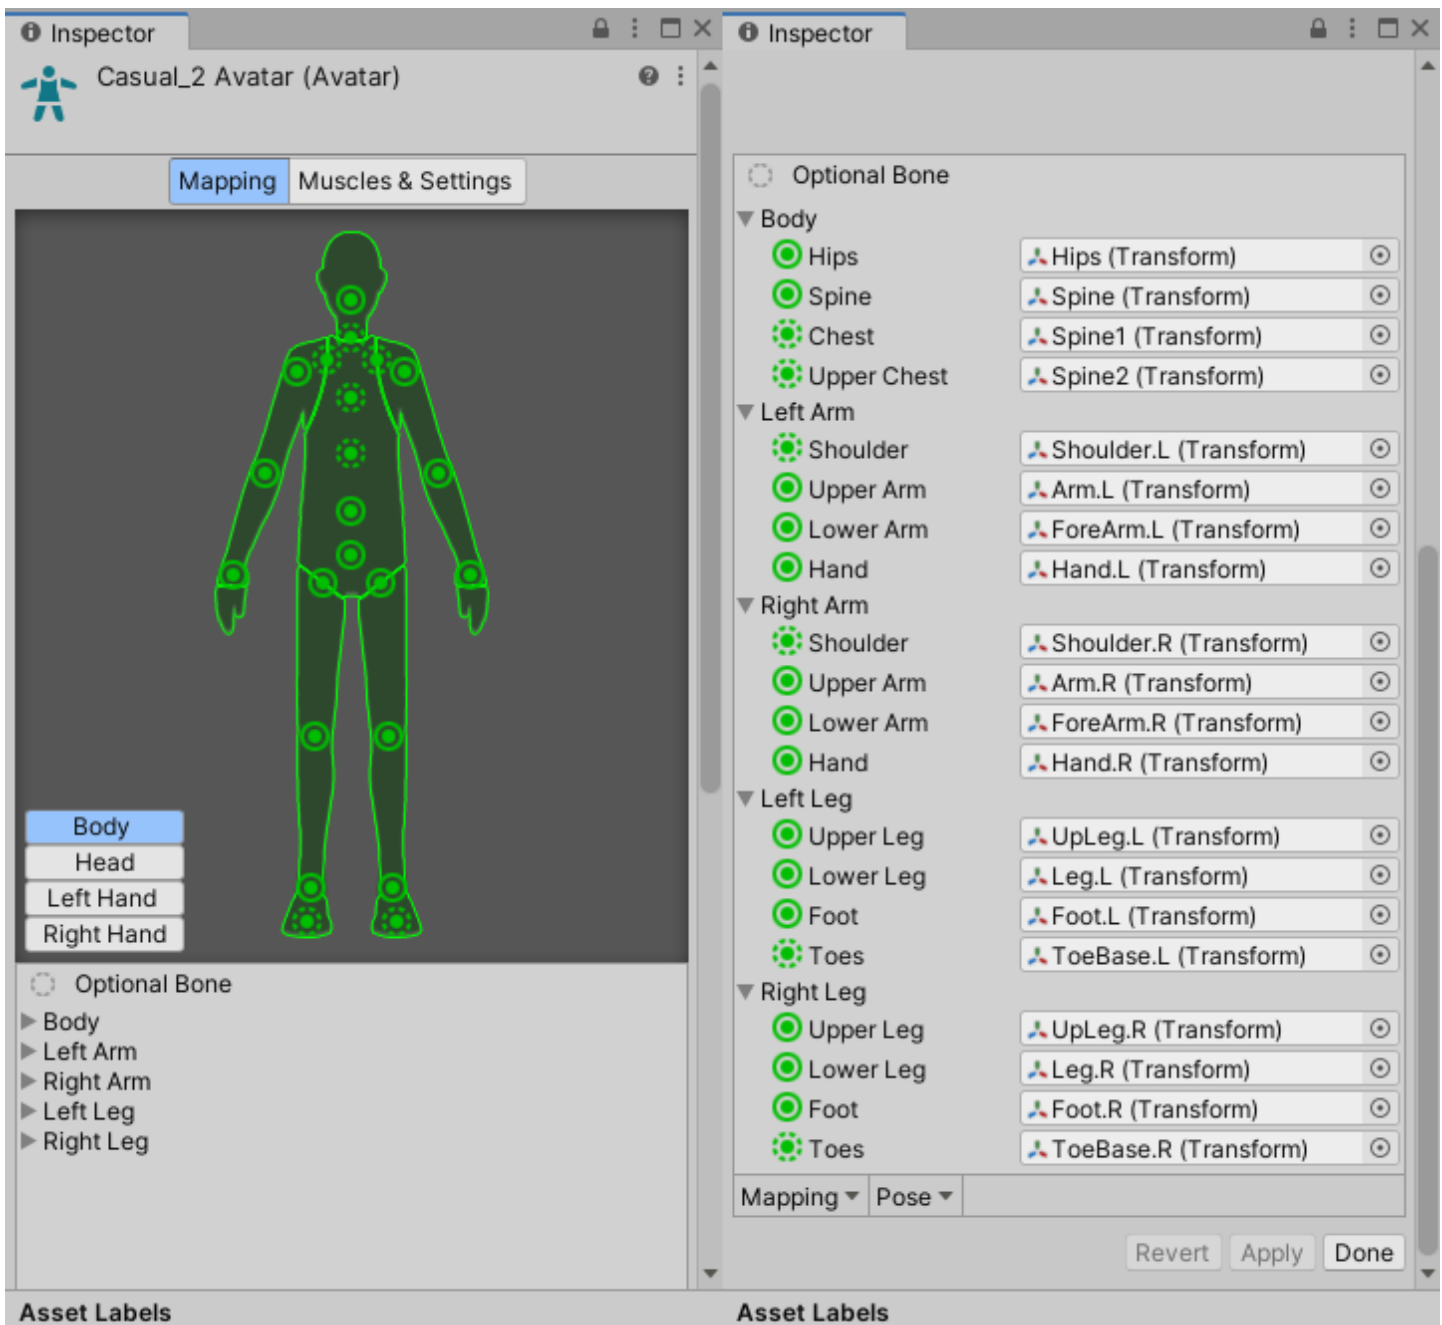 Inspector
Casual_2 Avatar (Avatar)
Mapping
Muscles & Settings
Body
Head
Left Hand
Right Hand
Optional Bone
Body
Left Arm
Right Arm
Left Leg
Right Leg
Asset Labels
Inspector
Optional Bone
Body
Hips Hips (Transform)
Spine Spine (Transform)
Chest Spine1 (Transform)
Upper Chest Spine2 (Transform)
Left Arm
Shoulder Shoulder.L (Transform)
Upper Arm Arm.L (Transform)
Lower Arm ForeArm.L (Transform)
Hand Hand.L (Transform)
Right Arm
Shoulder Shoulder.R (Transform)
Upper Arm Arm.R (Transform)
Lower Arm ForeArm.R (Transform)
Hand Hand.R (Transform)
Left Leg
Upper Leg UpLeg.L (Transform)
Lower Leg Leg.L (Transform)
Foot Foot.L (Transform)
Toes ToeBase.L (Transform)
Right Leg
Upper Leg UpLeg.R (Transform)
Lower Leg Leg.R (Transform)
Foot Foot.R (Transform)
Toes ToeBase.R (Transform)
Mapping Pose
Revert Apply Done
Asset Labels